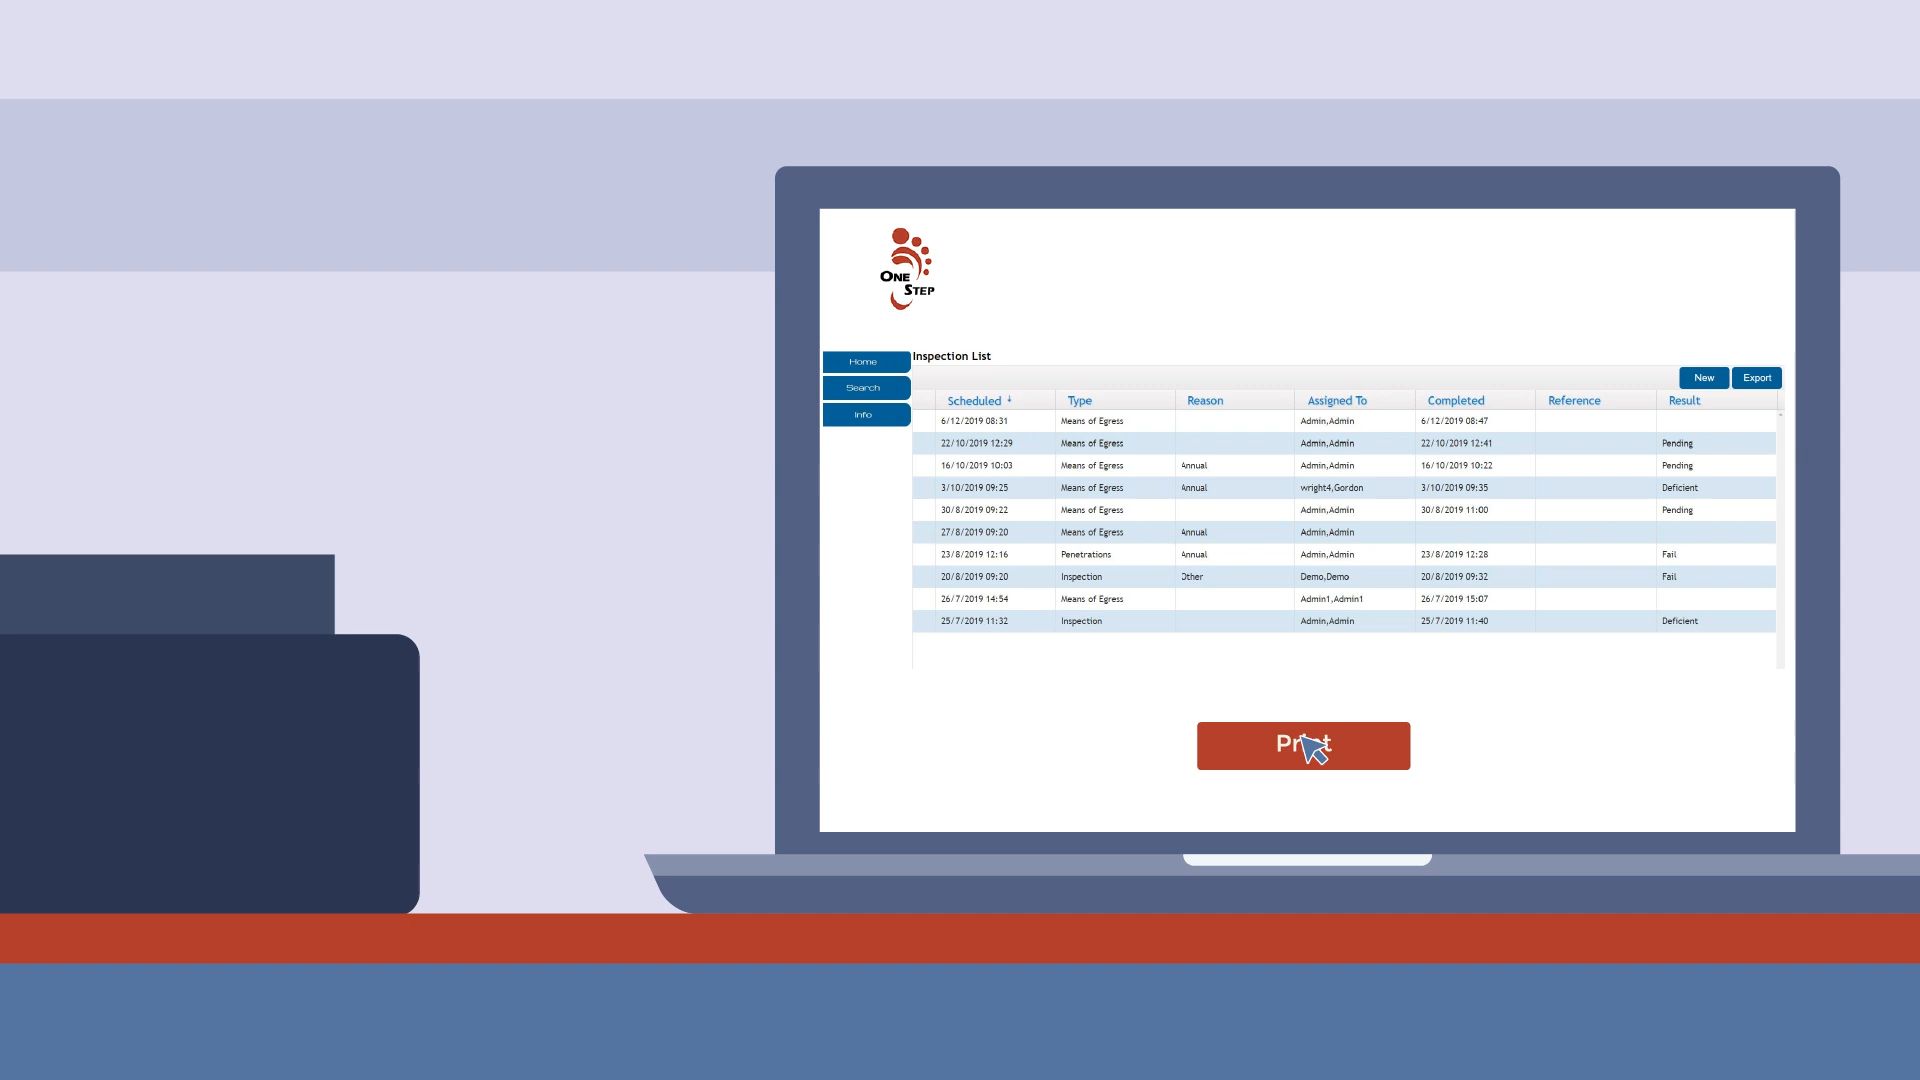 ONE
STEP
Home
Search
Info
Inspection List
New Export
Scheduled Type Reason Assigned To Completed Reference Result
6/12/2019 08:31 Means of Egress Admin,Admin 6/12/2019 08:47
22/10/2019 12:29 Means of Egress Admin,Admin 22/10/2019 12:41 Pending
16/10/2019 10:03 Means of Egress Annual Admin,Admin 16/10/2019 10:22 Pending
3/10/2019 09:25 Means of Egress Annual wright4,Gordon 3/10/2019 09:35 Deficient
30/8/2019 09:22 Means of Egress Admin,Admin 30/8/2019 11:00 Pending
27/8/2019 09:20 Means of Egress Annual Admin,Admin
23/8/2019 12:16 Penetrations Annual Admin,Admin 23/8/2019 12:28 Fail
20/8/2019 09:20 Inspection Other Demo,Demo 20/8/2019 09:32 Fail
26/7/2019 14:54 Means of Egress Admin1,Admin1 26/7/2019 15:07
25/7/2019 11:32 Inspection Admin,Admin 25/7/2019 11:40 Deficient
Print